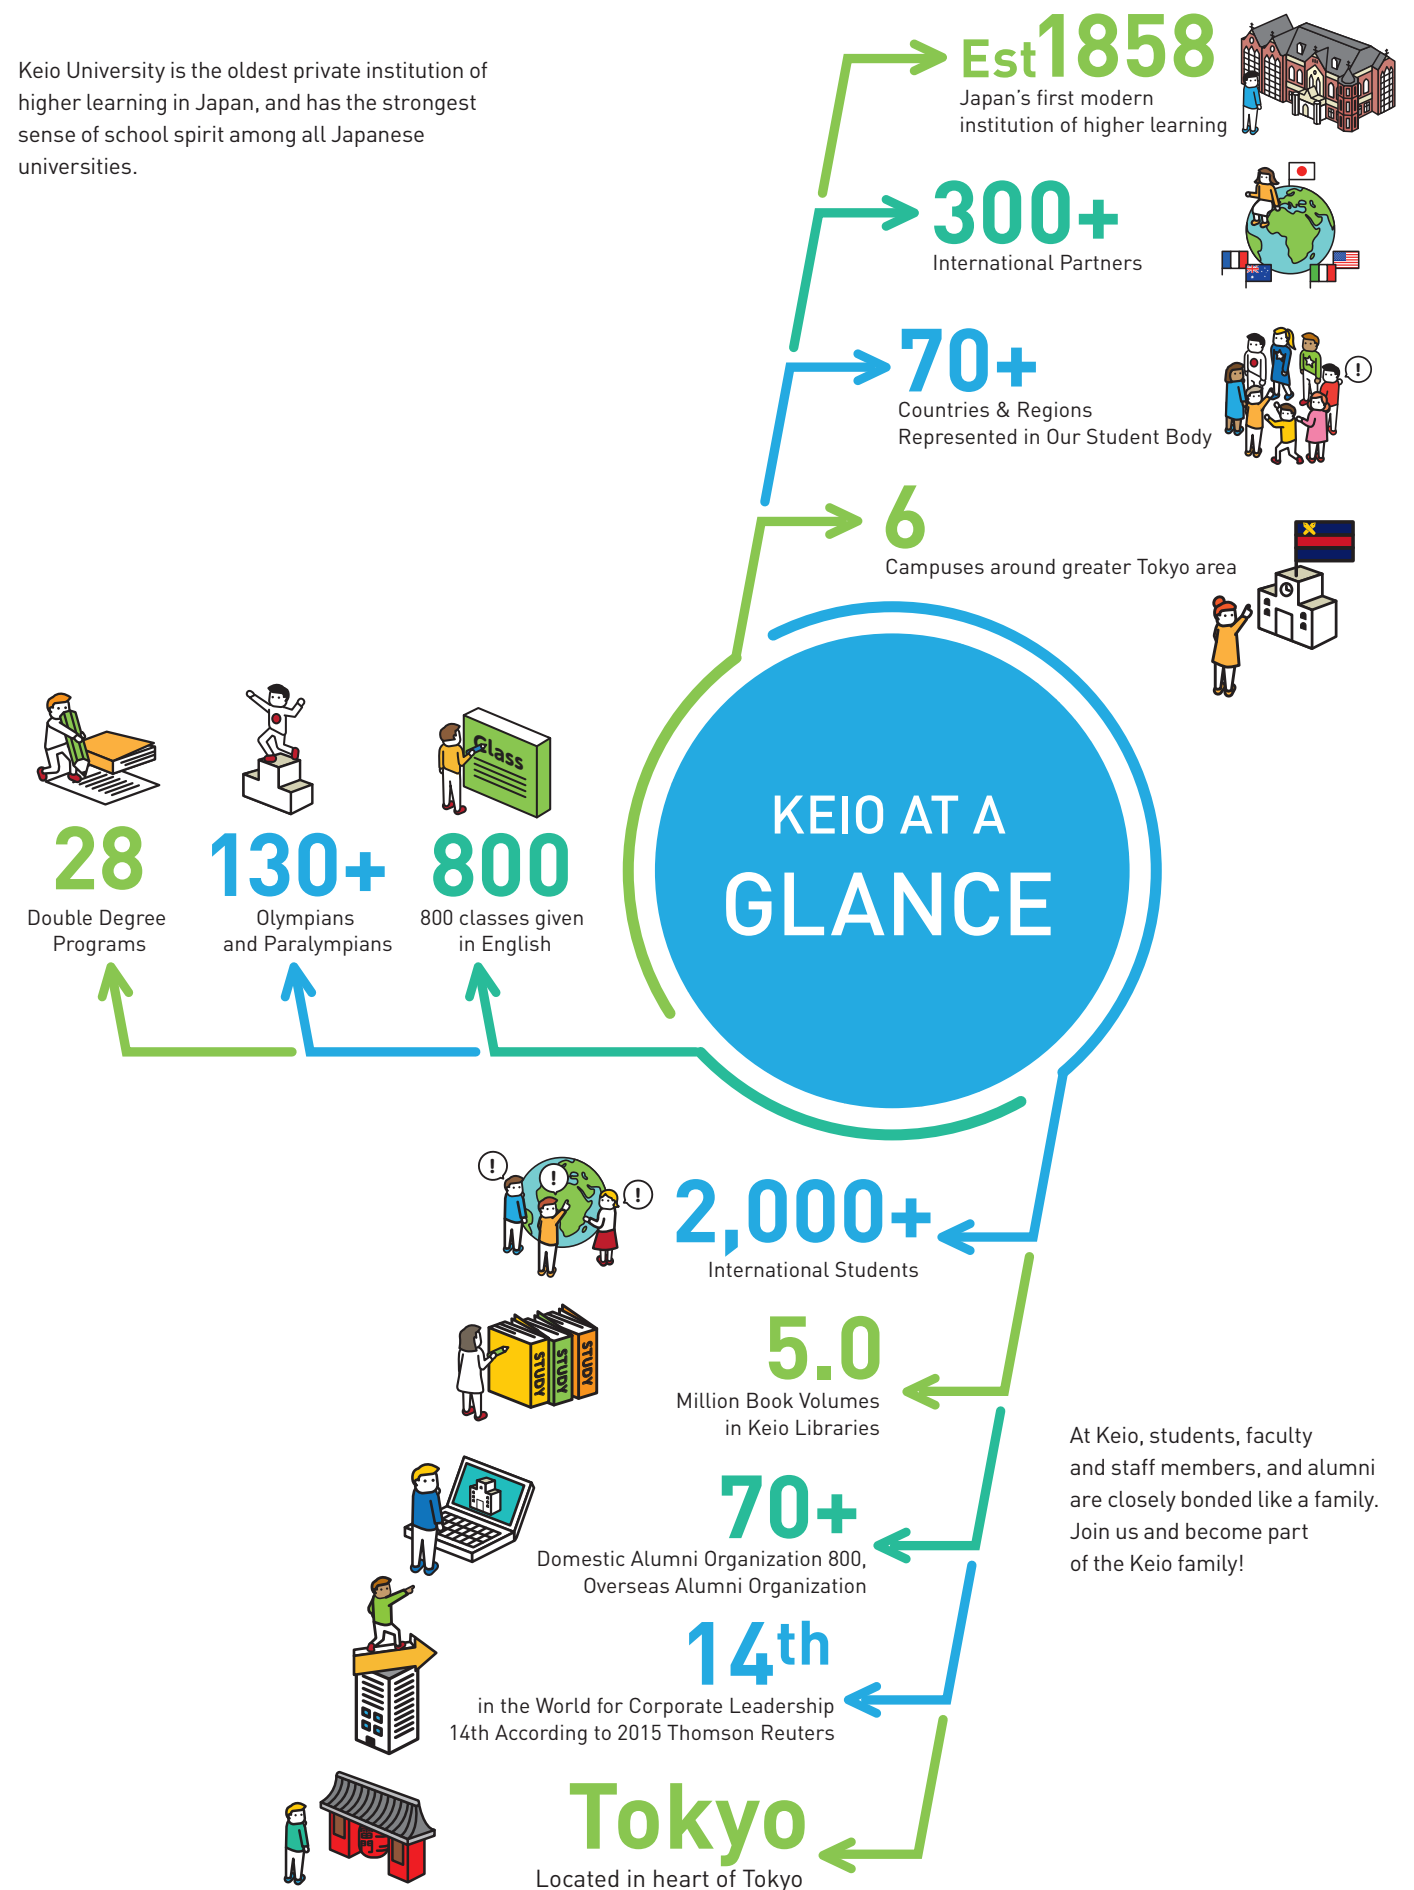 Keio University is the oldest private institution of
higher learning in Japan, and has the strongest
sense of school spirit among all Japanese
universities.
Est1858
Japan's first modern
institution of higher learning
300+
International Partners
70+
Countries & Regions
Represented in Our Student Body
!
6
Campuses around greater Tokyo area
KEIO AT A
GLANCE
28
Double Degree
Programs
130+
Olympians
and Paralympians
Class
800
800 classes given
in English
!
!
!
2,000+
International Students
STUDY
STUDY
STUDY
5.0
Million Book Volumes
in Keio Libraries
70+
Domestic Alumni Organization 800,
Overseas Alumni Organization
At Keio, students, faculty
and staff members, and alumni
are closely bonded like a family.
Join us and become part
of the Keio family!
14th
in the World for Corporate Leadership
14th According to 2015 Thomson Reuters
Tokyo
Located in heart of Tokyo